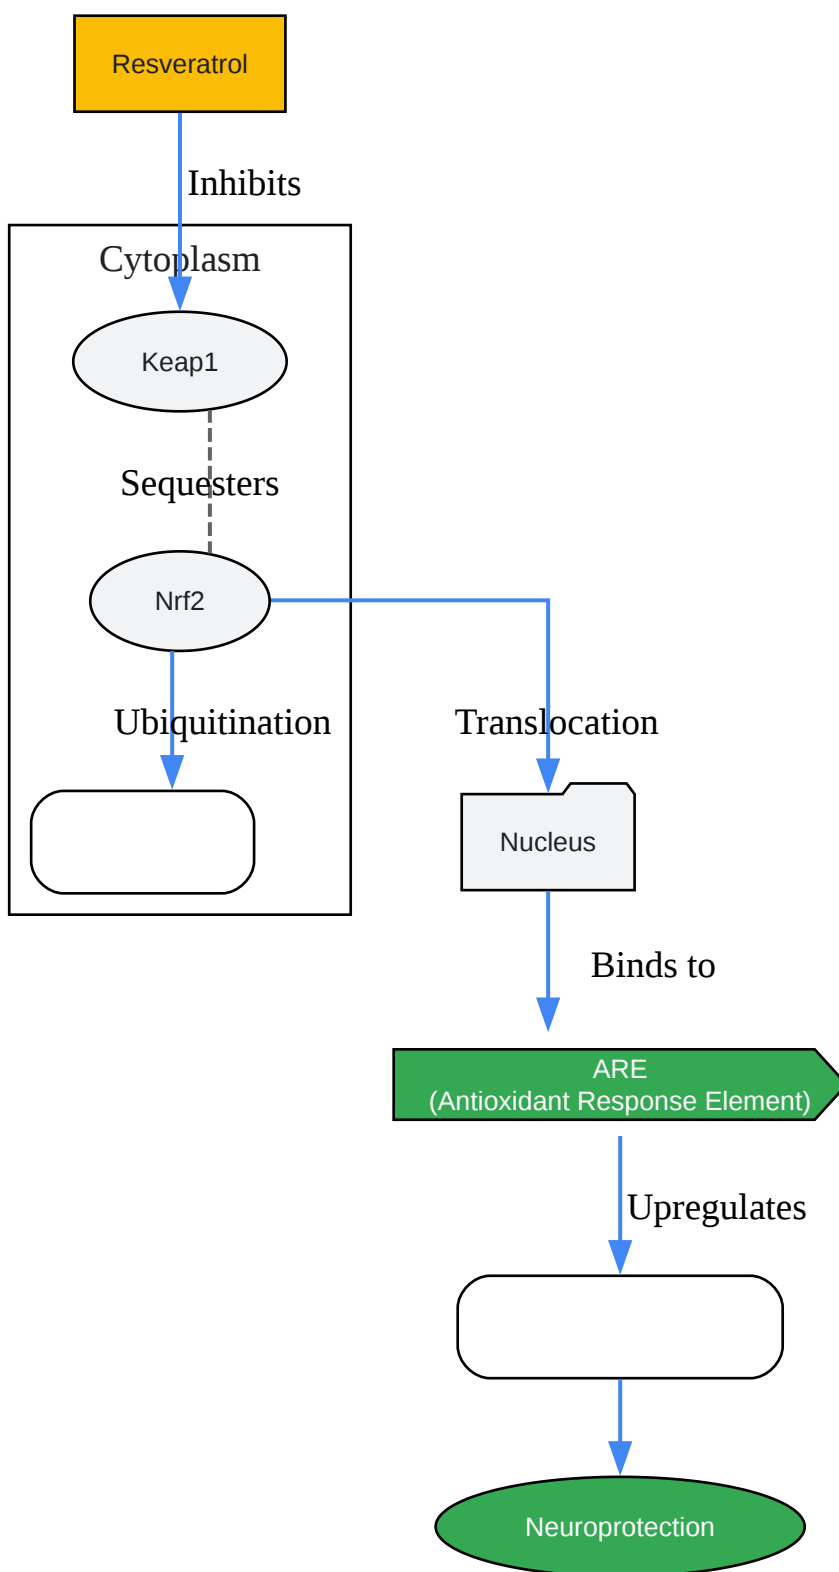 Resveratrol
Inhibits
Cytoplasm
Keap1
Sequesters
Nrf2
Ubiquitination
Translocation
Nucleus
Binds to
ARE
(Antioxidant Response Element)
Upregulates
Neuroprotection